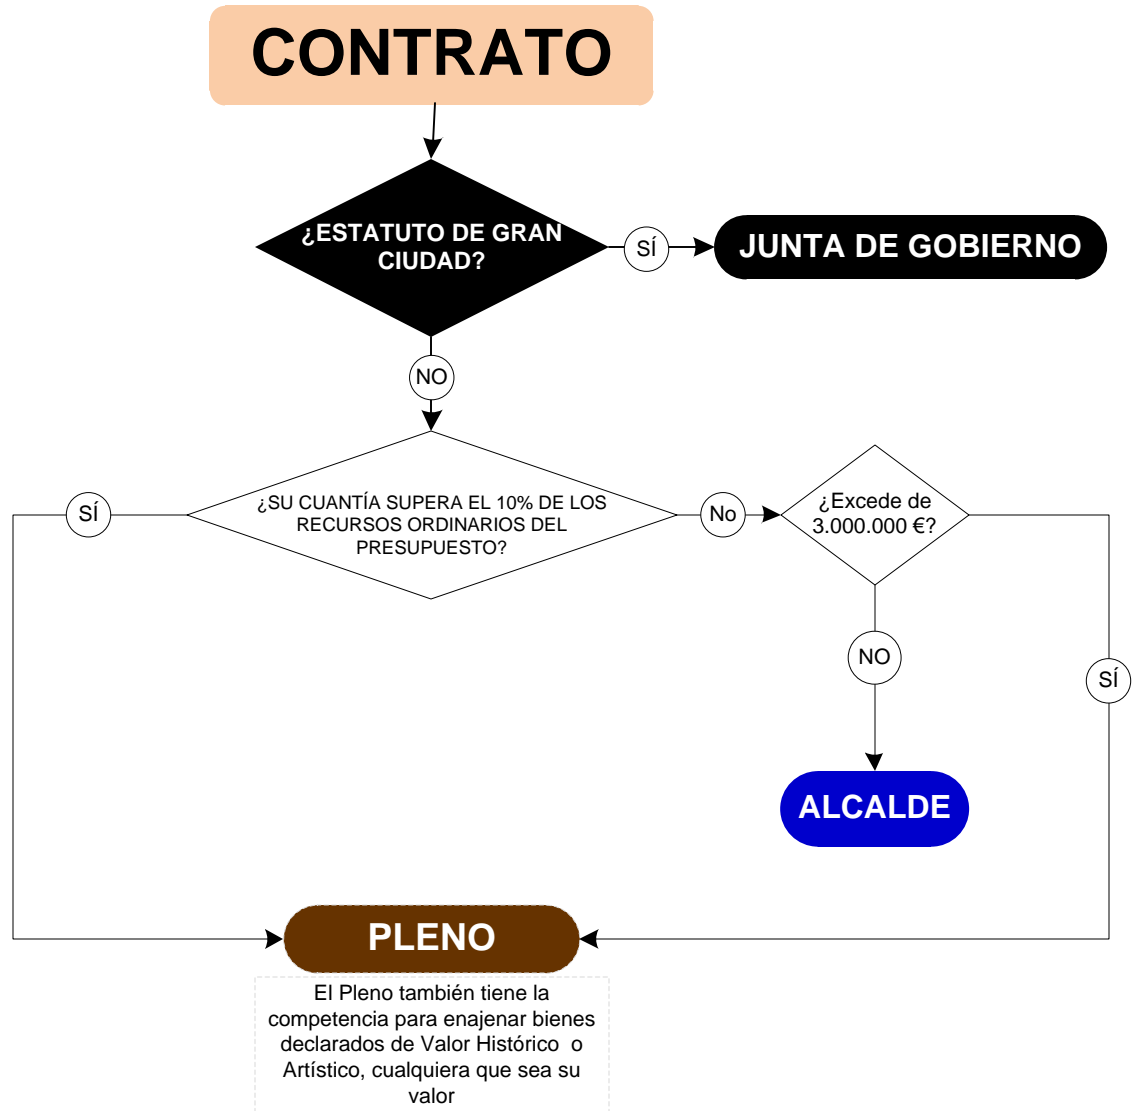 CONTRATO
¿ESTATUTO DE GRAN
CIUDAD?
SÍ
JUNTA DE GOBIERNO
NO
¿SU CUANTÍA SUPERA EL 10% DE LOS
RECURSOS ORDINARIOS DEL
PRESUPUESTO?
SÍ
No
¿Excede de
3.000.000 €?
NO
SÍ
ALCALDE
PLENO
El Pleno también tiene la
competencia para enajenar bienes
declarados de Valor Histórico o
Artístico, cualquiera que sea su
valor